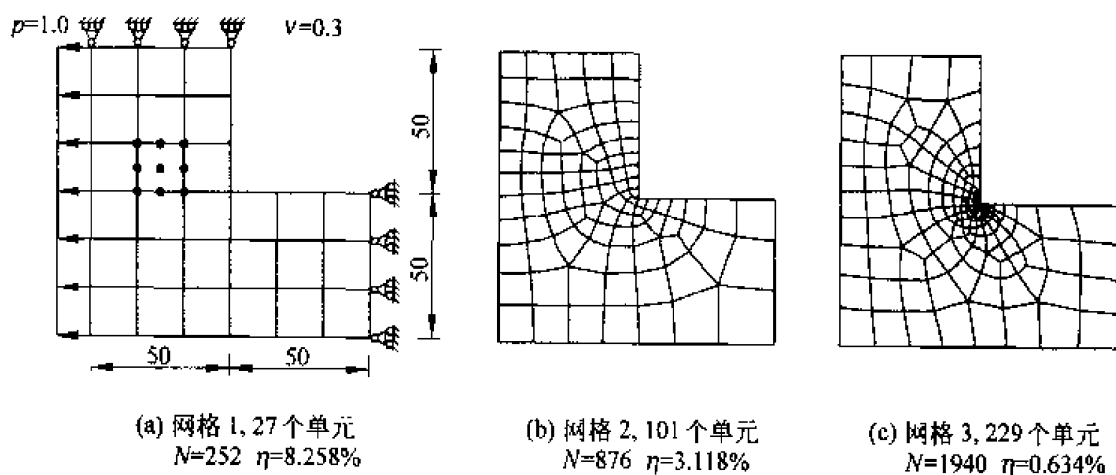 p=1.0
ν=0.3
50
50
50
50
(a) 网格 1, 27 个单元
N=252 η=8.258%
(b) 网格 2, 101 个单元
N=876 η=3.118%
(c) 网格 3, 229 个单元
N=1940 η=0.634%